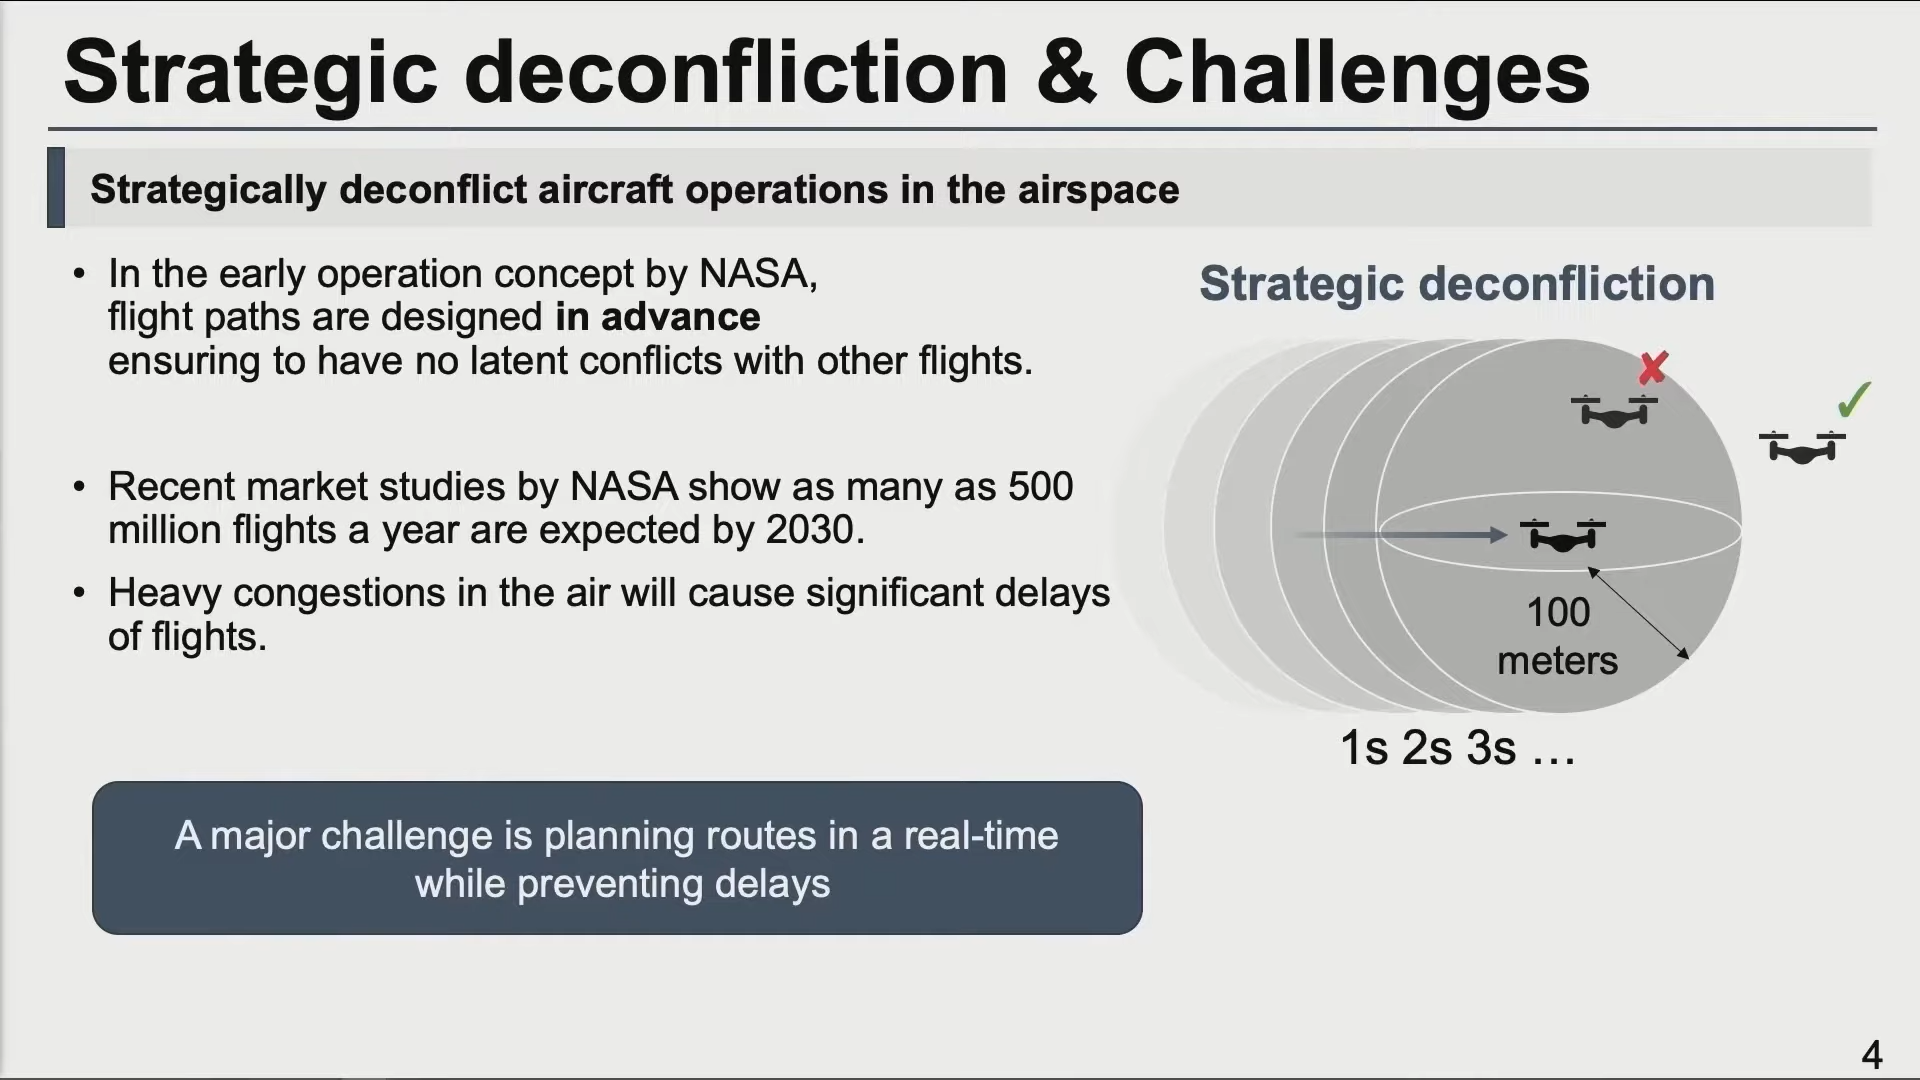 Strategic deconfliction & Challenges
Strategically deconflict aircraft operations in the airspace
• In the early operation concept by NASA,
flight paths are designed in advance
ensuring to have no latent conflicts with other flights.
• Recent market studies by NASA show as many as 500
million flights a year are expected by 2030.
• Heavy congestions in the air will cause significant delays
of flights.
A major challenge is planning routes in a real-time
while preventing delays
Strategic deconfliction
100
meters
1s 2s 3s …
4